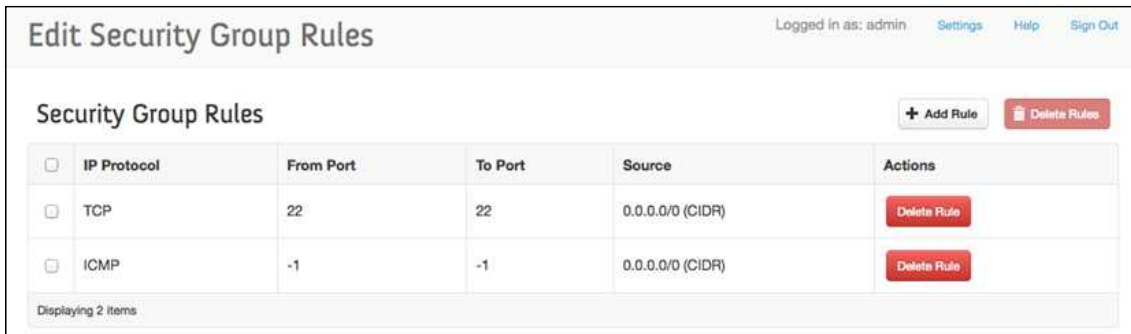 Edit Security Group Rules
Logged in as: admin Settings Help Sign Out
Security Group Rules
+ Add Rule Delete Rules
IP Protocol From Port To Port Source Actions
TCP 22 22 0.0.0.0/0 (CIDR) Delete Rule
ICMP -1 -1 0.0.0.0/0 (CIDR) Delete Rule
Displaying 2 items